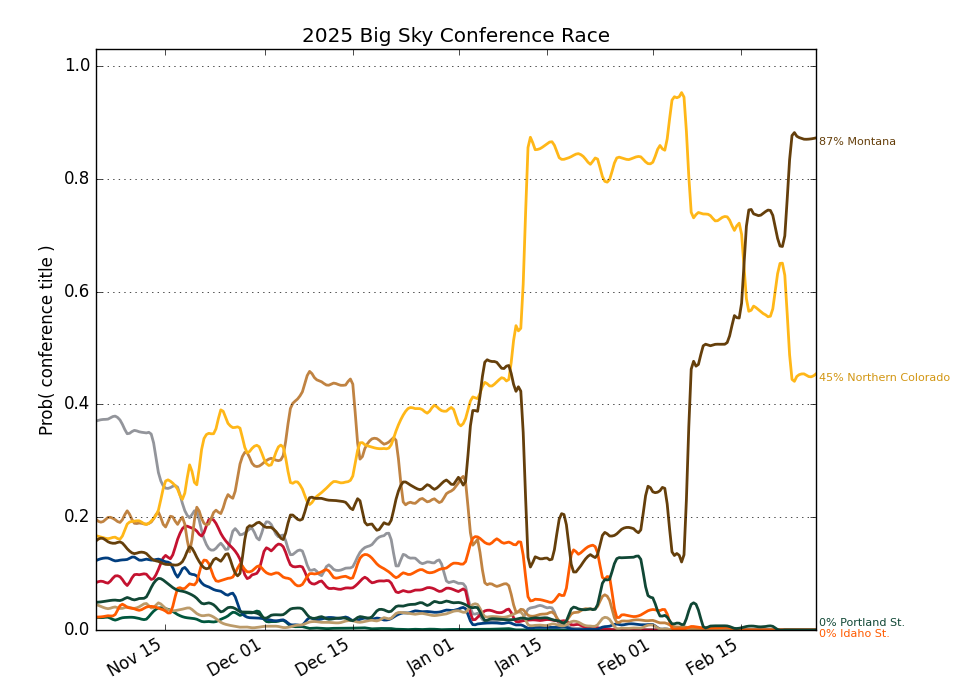 2025 Big Sky Conference Race
Prob( conference title )
1.0
0.8
0.6
0.4
0.2
0.0
Nov 15
Dec 01
Dec 15
Jan 01
Jan 15
Feb 01
Feb 15
87% Montana
45% Northern Colorado
0% Portland St.
0% Idaho St.